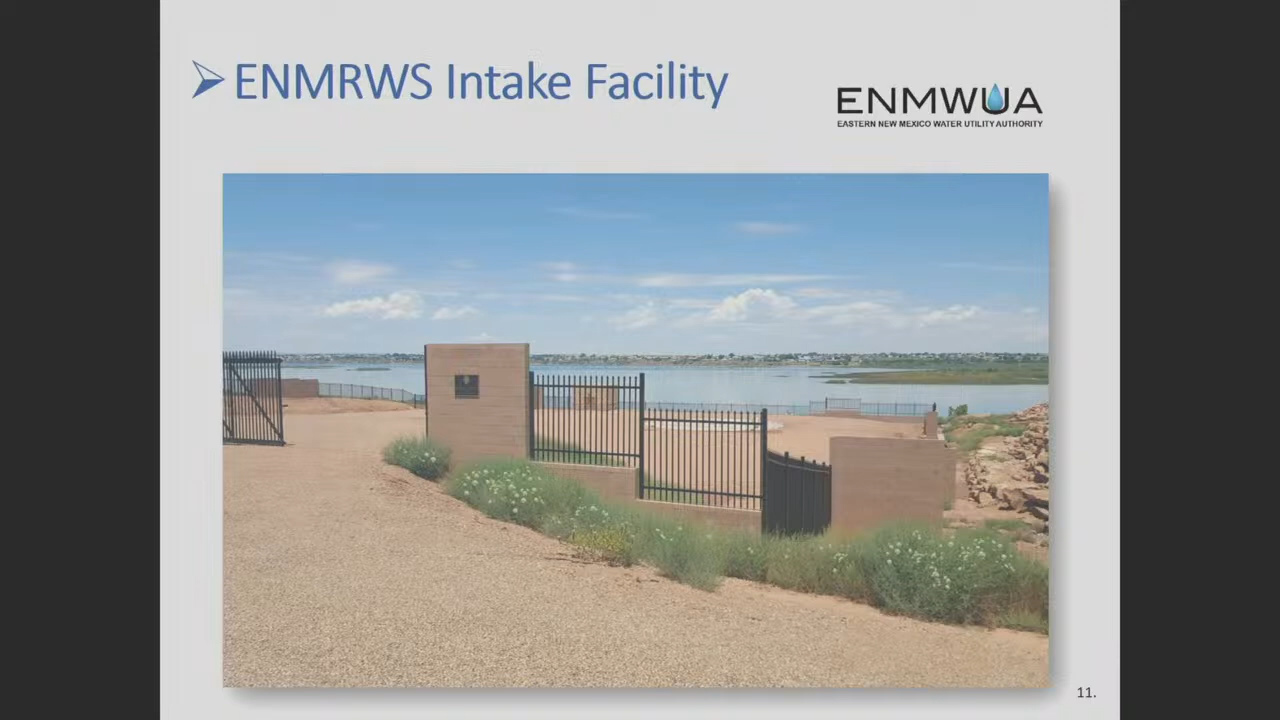 ENMRWS Intake Facility
ENMWUA
EASTERN NEW MEXICO WATER UTILITY AUTHORITY
11.